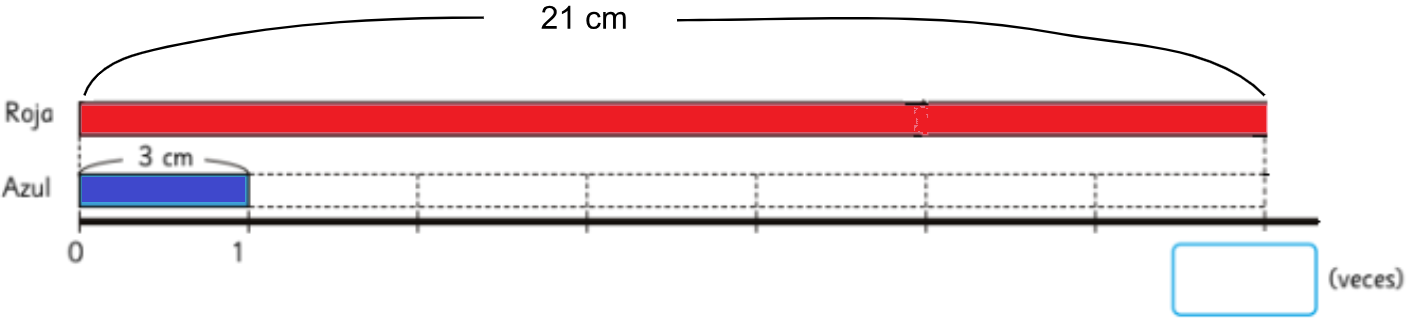 21 cm
Roja
3 cm
Azul
0 1
(veces)